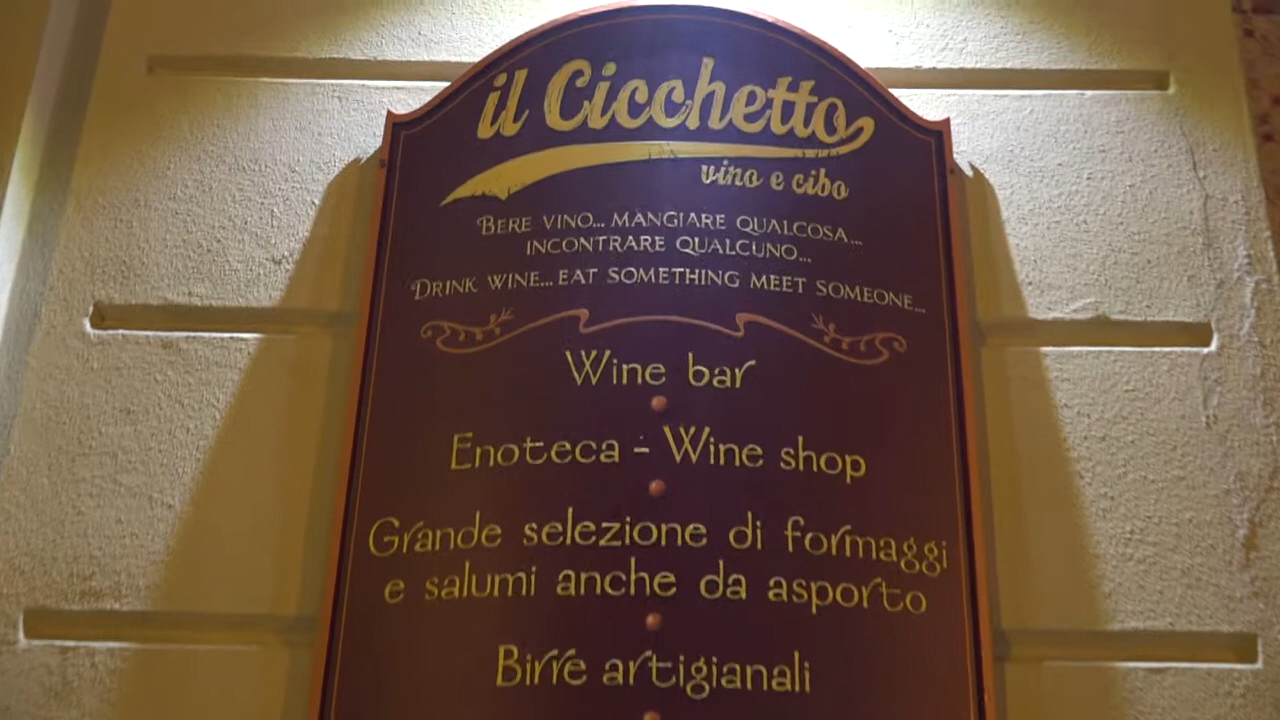 il Cicchetto
vino e cibo
BERE VINO... MANGIARE QUALCOSA...
INCONTRARE QUALCUNO...
DRINK WINE... EAT SOMETHING MEET SOMEONE...
Wine bar
Enoteca - Wine shop
Grande selezione di formaggi
e salumi anche da asporto
Birre artigianali